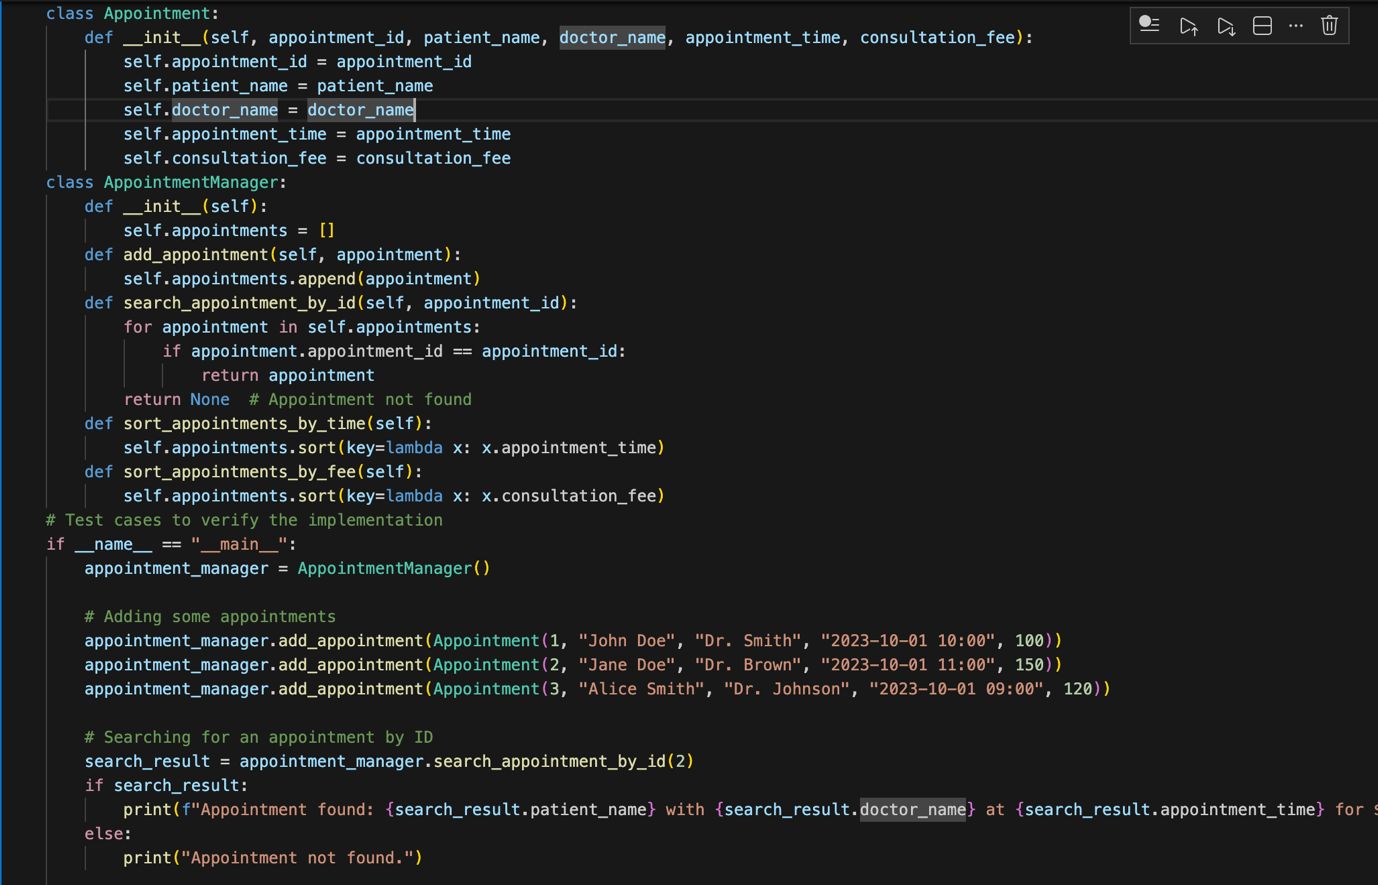 class Appointment:
    def __init__(self, appointment_id, patient_name, doctor_name, appointment_time, consultation_fee):
        self.appointment_id = appointment_id
        self.patient_name = patient_name
        self.doctor_name = doctor_name
        self.appointment_time = appointment_time
        self.consultation_fee = consultation_fee
class AppointmentManager:
    def __init__(self):
        self.appointments = []
    def add_appointment(self, appointment):
        self.appointments.append(appointment)
    def search_appointment_by_id(self, appointment_id):
        for appointment in self.appointments:
            if appointment.appointment_id == appointment_id:
                return appointment
        return None  # Appointment not found
    def sort_appointments_by_time(self):
        self.appointments.sort(key=lambda x: x.appointment_time)
    def sort_appointments_by_fee(self):
        self.appointments.sort(key=lambda x: x.consultation_fee)
# Test cases to verify the implementation
if __name__ == "__main__":
    appointment_manager = AppointmentManager()
    # Adding some appointments
    appointment_manager.add_appointment(Appointment(1, "John Doe", "Dr. Smith", "2023-10-01 10:00", 100))
    appointment_manager.add_appointment(Appointment(2, "Jane Doe", "Dr. Brown", "2023-10-01 11:00", 150))
    appointment_manager.add_appointment(Appointment(3, "Alice Smith", "Dr. Johnson", "2023-10-01 09:00", 120))
    # Searching for an appointment by ID
    search_result = appointment_manager.search_appointment_by_id(2)
    if search_result:
        print(f"Appointment found: {search_result.patient_name} with {search_result.doctor_name} at {search_result.appointment_time} for
    else:
        print("Appointment not found.")